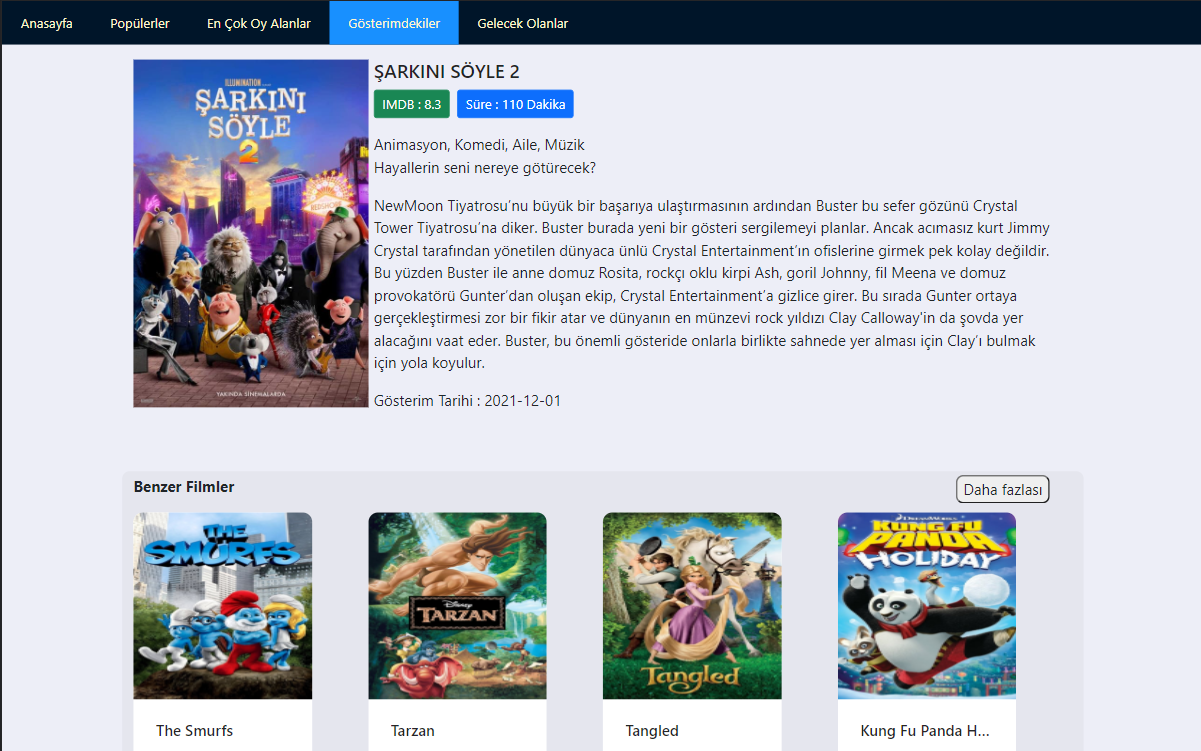 Anasayfa
Popülerler
En Çok Oy Alanlar
Gösterimdekiler
Gelecek Olanlar
ILLUMINATION
ŞARKINI
SÖYLE
2
YAKINDA SİNEMALARDA
ŞARKINI SÖYLE 2
IMDB : 8.3
Süre : 110 Dakika
Animasyon, Komedi, Aile, Müzik
Hayallerin seni nereye götürecek?
NewMoon Tiyatrosu’nu büyük bir başarıya ulaştırmasının ardından Buster bu sefer gözünü Crystal
Tower Tiyatrosu’na diker. Buster burada yeni bir gösteri sergilemeyi planlar. Ancak acımasız kurt Jimmy
Crystal tarafından yönetilen dünyaca ünlü Crystal Entertainment’ın ofislerine girmek pek kolay değildir.
Bu yüzden Buster ile anne domuz Rosita, rockçı oklu kirpi Ash, goril Johnny, fil Meena ve domuz
provokatörü Gunter’dan oluşan ekip, Crystal Entertainment’a gizlice girer. Bu sırada Gunter ortaya
gerçekleştirmesi zor bir fikir atar ve dünyanın en münzevi rock yıldızı Clay Calloway'in da şovda yer
alacağını vaat eder. Buster, bu önemli gösteride onlarla birlikte sahnede yer alması için Clay’ı bulmak
için yola koyulur.
Gösterim Tarihi : 2021-12-01
Benzer Filmler
Daha fazlası
THE
SMURFS
Disney
TARZAN
Tangled
DREAMWORKS
KUNG FU
PANDA
HOLIDAY
The Smurfs
Tarzan
Tangled
Kung Fu Panda H...